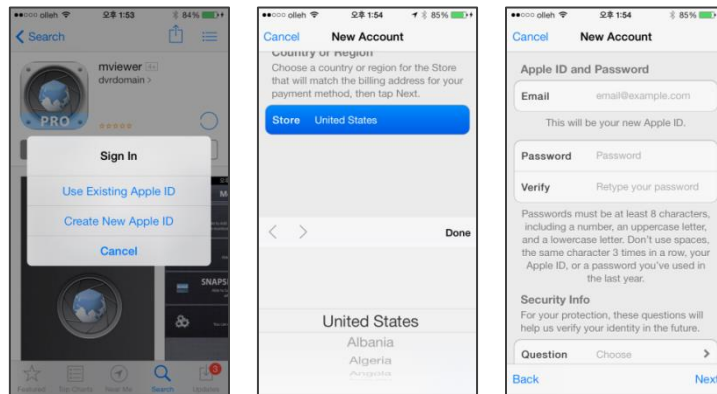 olleh 오후 1:53 84%
Search
mviewer
dvrdomain >
PRO
Sign In
Use Existing Apple ID
Create New Apple ID
Cancel
SNAPS
Featured Top Charts Near Me Search Updates
3
olleh 오후 1:54 85%
Cancel New Account
Country or Region
Choose a country or region for the Store
that will match the billing address for your
payment method, then tap Next.
Store United States
< > Done
United States
Albania
Algeria
Angola
olleh 오후 1:54 85%
Cancel New Account
Apple ID and Password
Email email@example.com
This will be your new Apple ID.
Password Password
Verify Retype your password
Passwords must be at least 8 characters,
including a number, an uppercase letter,
and a lowercase letter. Don't use spaces,
the same character 3 times in a row, your
Apple ID, or a password you've used in
the last year.
Security Info
For your protection, these questions will
help us verify your identity in the future.
Question Choose >
Back Next